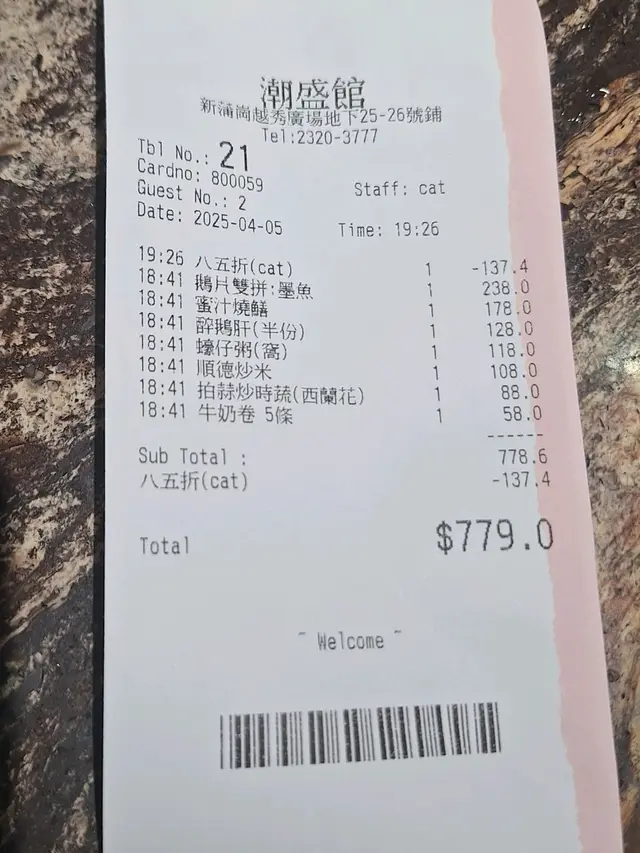 潮盛館
新蒲崗越秀廣場地下25-26號鋪
Tel:2320-3777
Tbl No.: 21
Cardno: 800059
Guest No.: 2 Staff: cat
Date: 2025-04-05 Time: 19:26
19:26 八五折(cat) 1 -137.4
18:41 鵝片雙拼:墨魚 1 238.0
18:41 蜜汁燒鱔 1 178.0
18:41 醉鵝肝(半份) 1 128.0
18:41 蠔仔粥(窩) 1 118.0
18:41 順德炒米 1 108.0
18:41 拍蒜炒時蔬(西蘭花) 1 88.0
18:41 牛奶卷 5條 1 58.0
------
Sub Total : 778.6
八五折(cat) -137.4
Total $779.0
~ Welcome ~